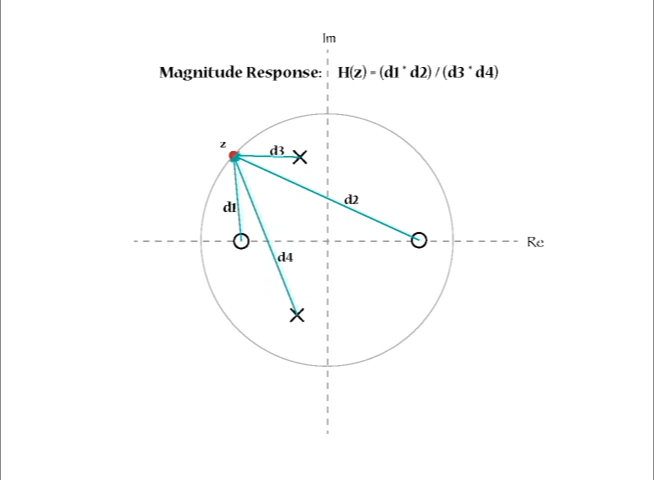 Im
Magnitude Response: H(z) = (d1 * d2) / (d3 * d4)
z
d3
d2
d1
Re
d4